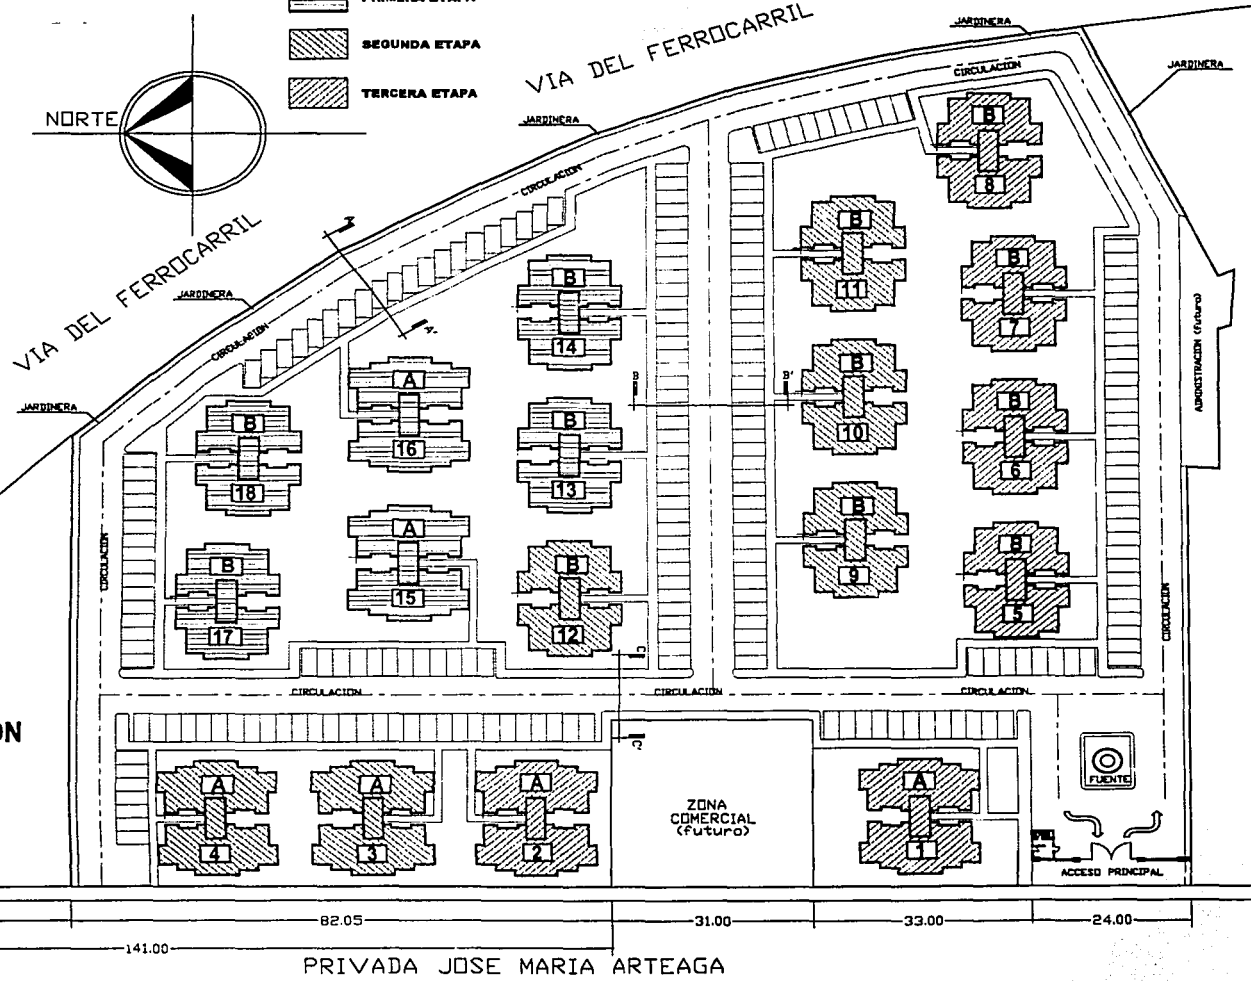 PRIMERA ETAPA
SEGUNDA ETAPA
TERCERA ETAPA
NORTE
VIA DEL FERROCARRIL
VIA DEL FERROCARRIL
JARDINERA
JARDINERA
JARDINERA
JARDINERA
JARDINERA
CIRCULACION
CIRCULACION
CIRCULACION
CIRCULACION
CIRCULACION
A
A'
B
B'
C
C'
B
8
B
11
B
7
B
14
B
10
B
6
A
16
B
13
B
18
B
9
B
5
A
15
B
12
B
17
ADMINISTRACION (futuro)
CIRCULACION
CIRCULACION
CIRCULACION
ON
A
4
A
3
A
2
ZONA
COMERCIAL
(futuro)
A
1
FUENTE
ACCESO PRINCIPAL
82.05
31.00
33.00
24.00
141.00
PRIVADA JOSE MARIA ARTEAGA